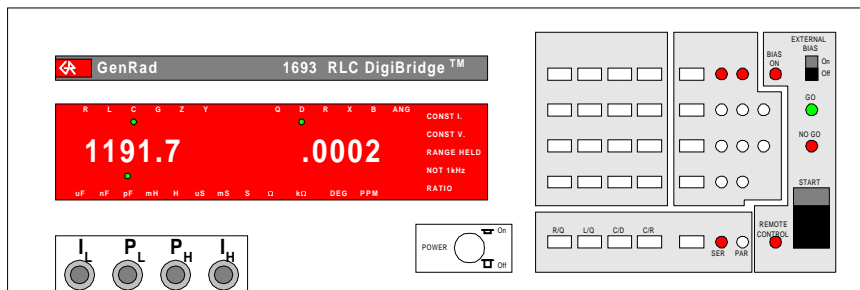 GR GenRad 1693 RLC DigiBridge TM
R L C G Z Y Q D R X B ANG
CONST I.
CONST V.
1191.7 .0002
RANGE HELD
NOT 1kHz
RATIO
uF nF pF mH H uS mS S Ω kΩ DEG PPM
IL PL PH IH
POWER
On
Off
BIAS
ON
EXTERNAL
BIAS
On
Off
GO
NO GO
START
R/Q L/Q C/D C/R
SER PAR
REMOTE
CONTROL